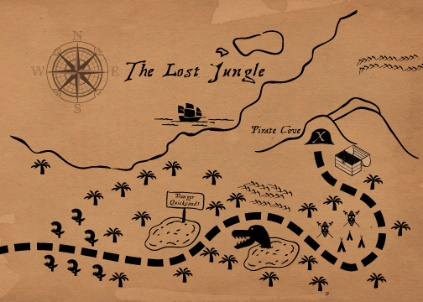 N
W E
The Lost Jungle
S
Pirate Cove X
Danger
Quicksand!